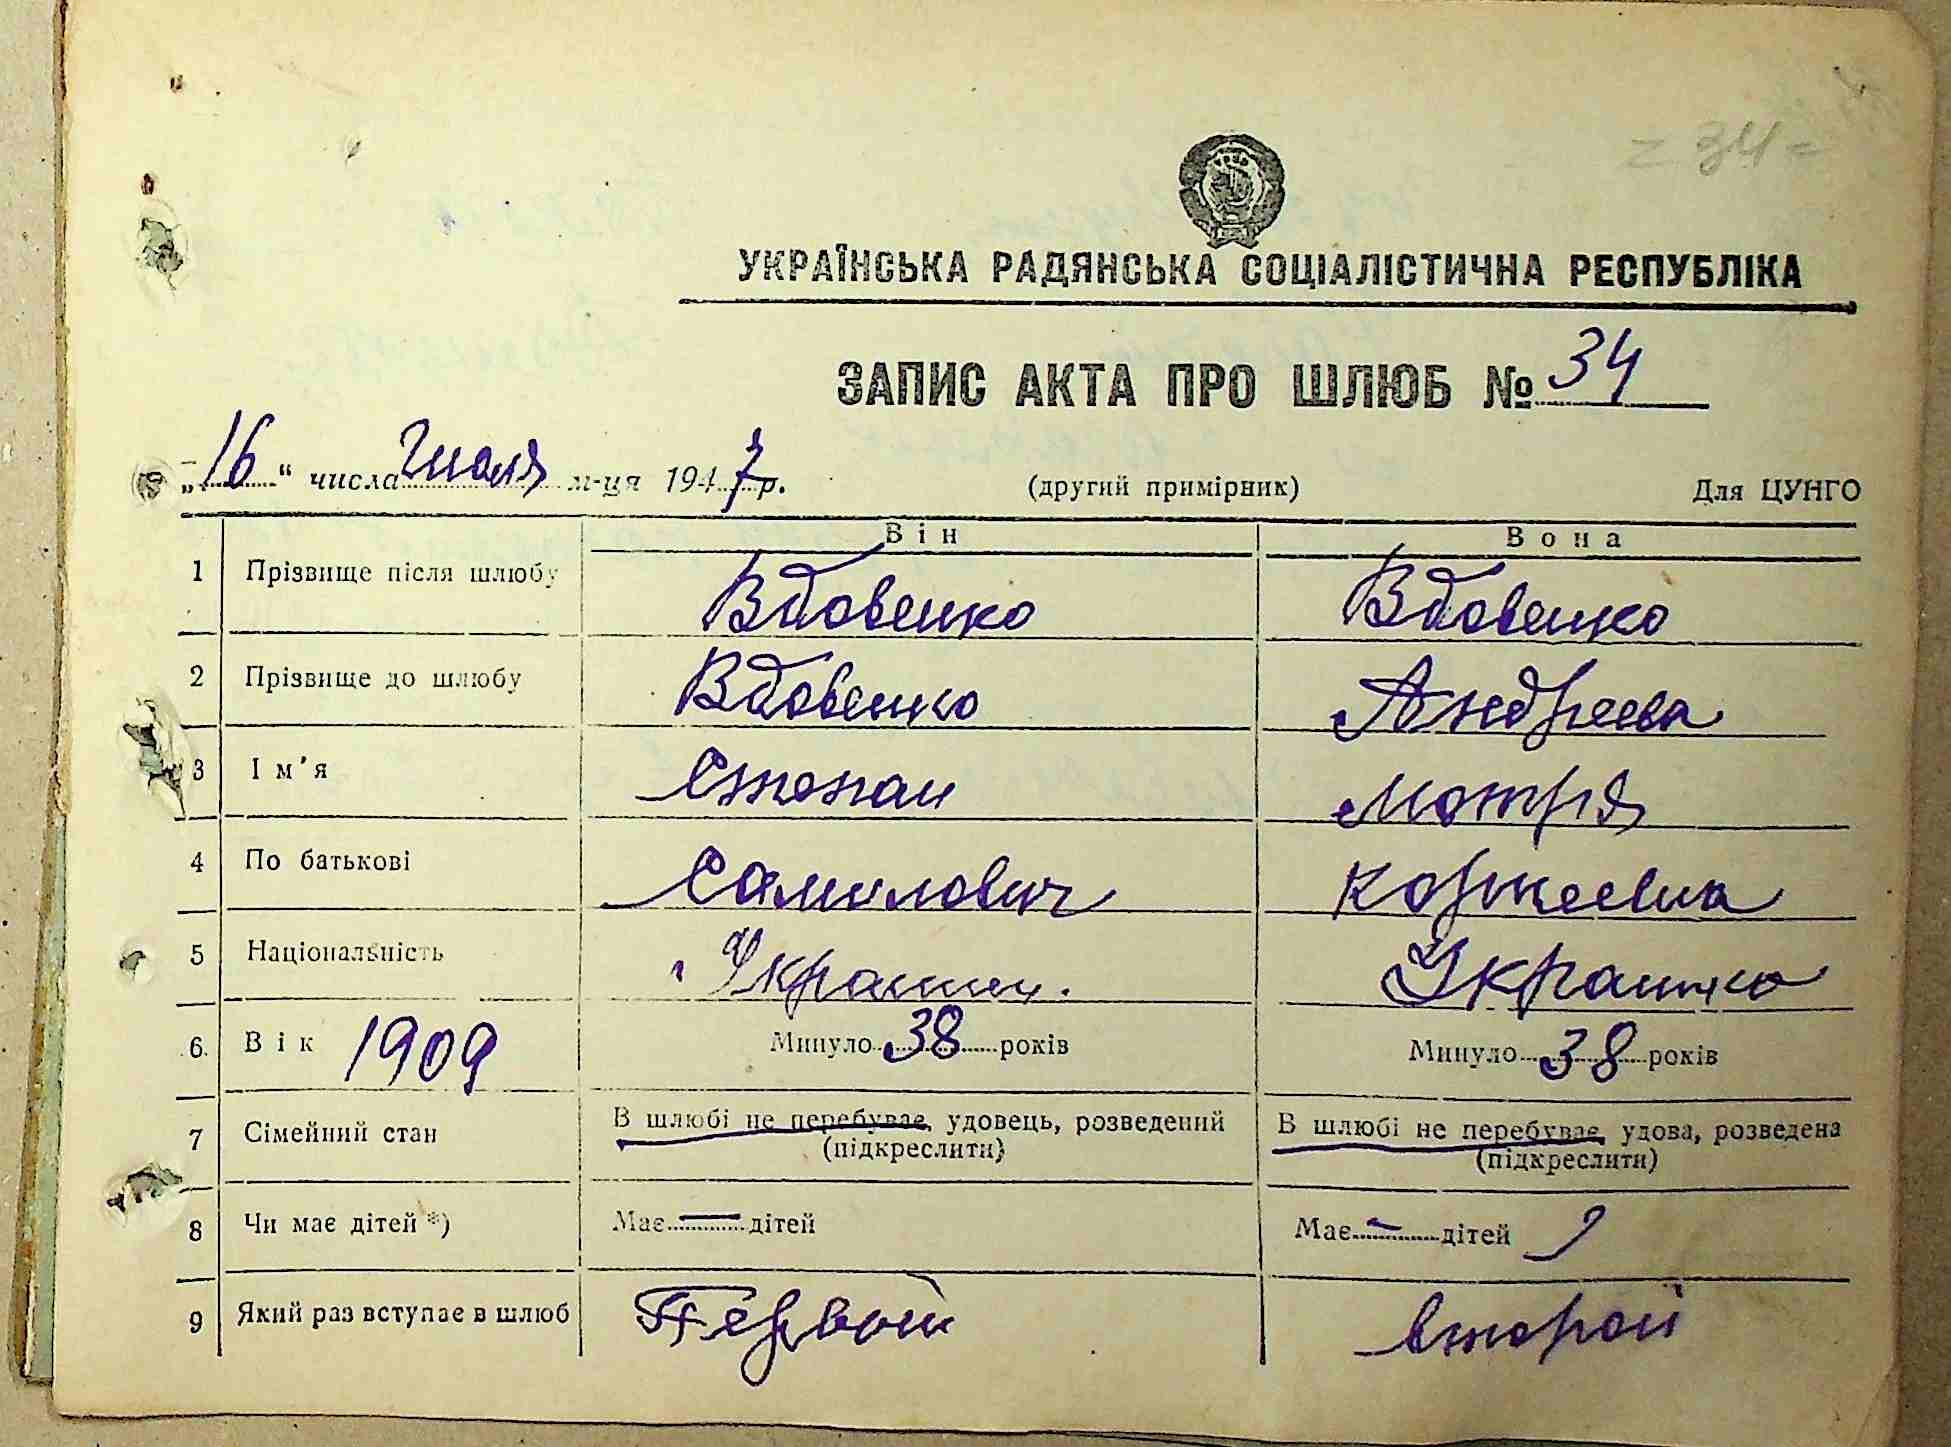 = 34 =
УКРАЇНСЬКА РАДЯНСЬКА СОЦІАЛІСТИЧНА РЕСПУБЛІКА
ЗАПИС АКТА ПРО ШЛЮБ № 34
„16“ числа Июля м-ця 1947 р. (другий примірник) Для ЦУНГО
Він Вона
1 Прізвище після шлюбу Вдовенко Вдовенко
2 Прізвище до шлюбу Вдовенко Андреева
3 Ім'я Степан Мотря
4 По батькові Самилович Корнеевна
5 Національність Украинец. Украинка
6. Вік 1909 Минуло 38 років Минуло 38 років
7 Сімейний стан В шлюбі не перебуває, удовець, розведений В шлюбі не перебуває, удова, розведена
(підкреслити) (підкреслити)
8 Чи має дітей *) Має — дітей Має - дітей
9 Який раз вступає в шлюб Первой второй